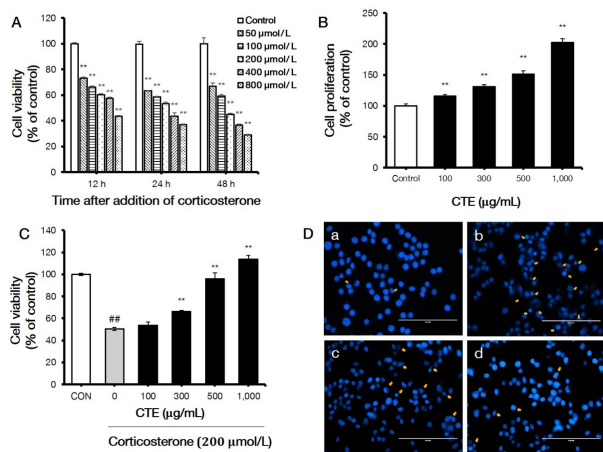 A
Cell viability
(% of control)
120
100
80
60
40
20
0
Control
50 μmol/L
100 μmol/L
200 μmol/L
400 μmol/L
800 μmol/L
** ** ** ** **
** ** ** **
** ** ** ** **
12 h 24 h 48 h
Time after addition of corticosterone
B
Cell proliferation
(% of control)
250
200
150
100
50
0
** ** ** **
Control 100 300 500 1,000
CTE (μg/mL)
C
Cell viability
(% of control)
140
120
100
80
60
40
20
0
## ** ** **
CON 0 100 300 500 1,000
CTE (μg/mL)
Corticosterone (200 μmol/L)
D
a b
c d